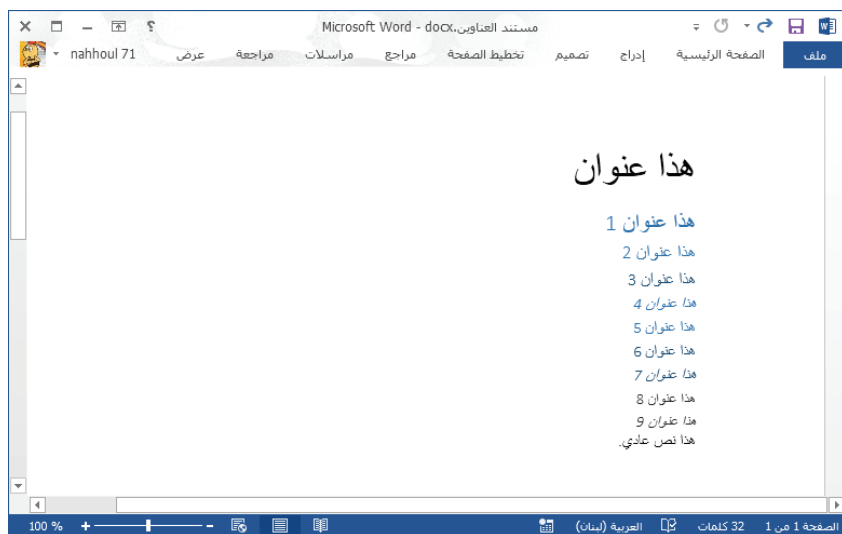 مستند العناوين.docx - Microsoft Word
ملف الصفحة الرئيسية إدراج تصميم تخطيط الصفحة مراجع مراسلات مراجعة عرض nahhoul 71
هذا عنوان
هذا عنوان 1
هذا عنوان 2
هذا عنوان 3
هذا عنوان 4
هذا عنوان 5
هذا عنوان 6
هذا عنوان 7
هذا عنوان 8
هذا عنوان 9
هذا نص عادي.
الصفحة 1 من 1 32 كلمات العربية (لبنان) 100 %